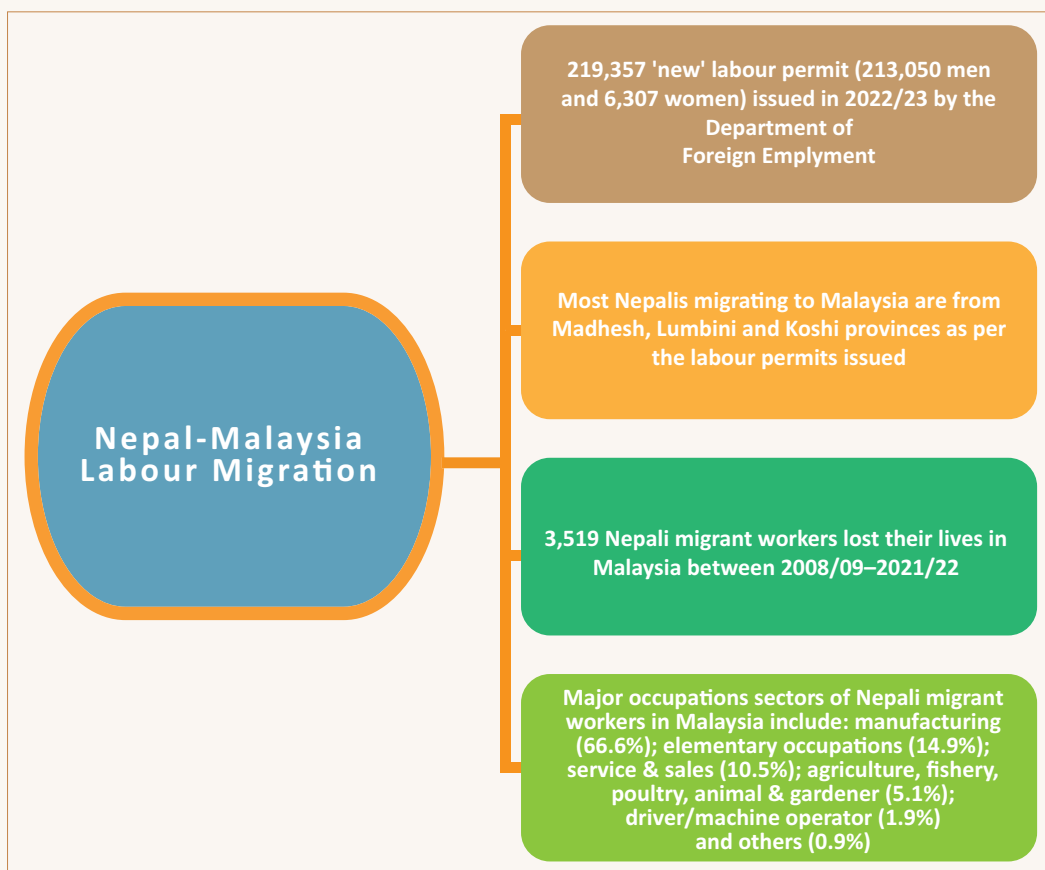 Nepal-Malaysia
Labour Migration
219,357 'new' labour permit (213,050 men
and 6,307 women) issued in 2022/23 by the
Department of
Foreign Emplyment
Most Nepalis migrating to Malaysia are from
Madhesh, Lumbini and Koshi provinces as per
the labour permits issued
3,519 Nepali migrant workers lost their lives in
Malaysia between 2008/09–2021/22
Major occupations sectors of Nepali migrant
workers in Malaysia include: manufacturing
(66.6%); elementary occupations (14.9%);
service & sales (10.5%); agriculture, fishery,
poultry, animal & gardener (5.1%);
driver/machine operator (1.9%)
and others (0.9%)